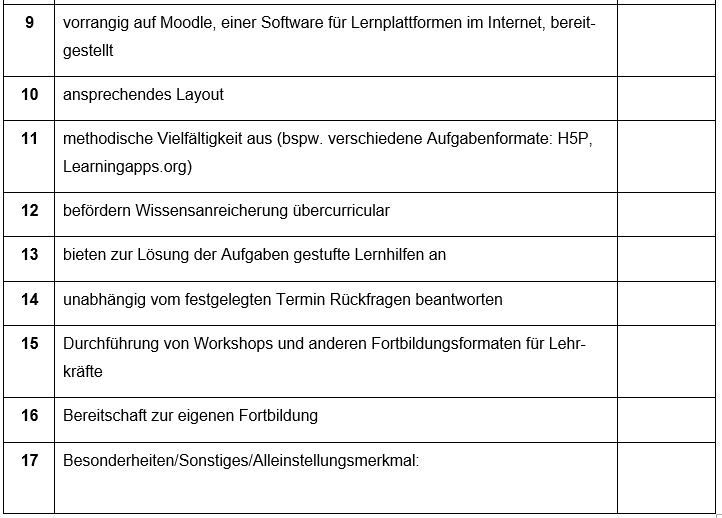 9 vorrangig auf Moodle, einer Software für Lernplattformen im Internet, bereit-
gestellt
10 ansprechendes Layout
11 methodische Vielfältigkeit aus (bspw. verschiedene Aufgabenformate: H5P,
Learningapps.org)
12 befördern Wissensanreicherung übercurricular
13 bieten zur Lösung der Aufgaben gestufte Lernhilfen an
14 unabhängig vom festgelegten Termin Rückfragen beantworten
15 Durchführung von Workshops und anderen Fortbildungsformaten für Lehr-
kräfte
16 Bereitschaft zur eigenen Fortbildung
17 Besonderheiten/Sonstiges/Alleinstellungsmerkmal: